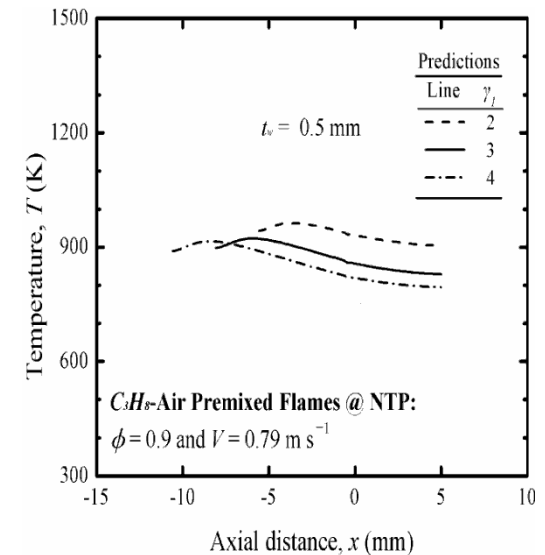 1500
1200
900
600
300
Temperature, T (K)
Predictions
Line γ₁
2
3
4
t_w = 0.5 mm
C₃H₈-Air Premixed Flames @ NTP:
ϕ = 0.9 and V = 0.79 m s⁻¹
-15 -10 -5 0 5 10
Axial distance, x (mm)